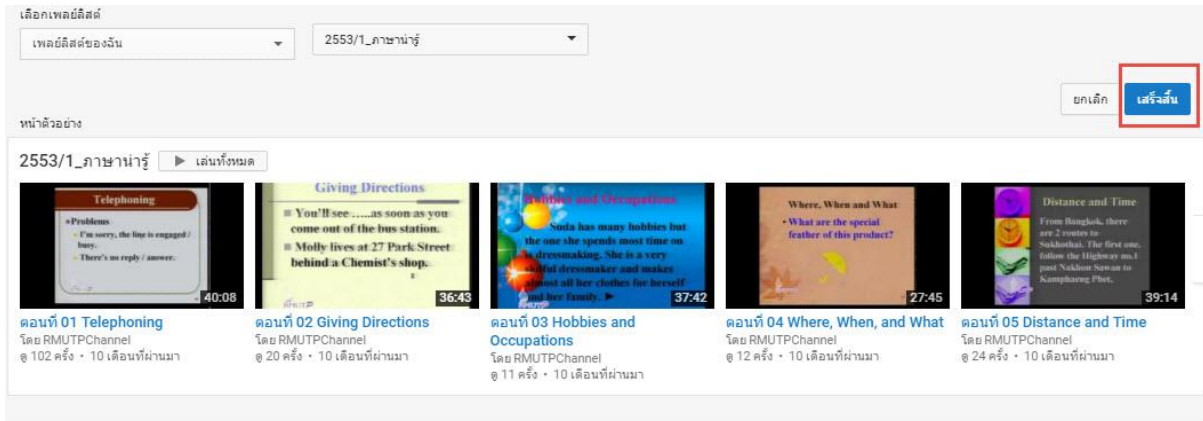 เลือกเพลย์ลิสต์
เพลย์ลิสต์ของฉัน
2553/1_ภาษาน่ารู้
ยกเลิก
เสร็จสิ้น
หน้าตัวอย่าง
2553/1_ภาษาน่ารู้
เล่นทั้งหมด
Telephoning
Problems
- I'm sorry, the line is engaged /
busy.
- There's no reply / answer.
40:08
ตอนที่ 01 Telephoning
โดย RMUTPChannel
ดู 102 ครั้ง • 10 เดือนที่ผ่านมา
Giving Directions
You'll see …..as soon as you
come out of the bus station.
Molly lives at 27 Park Street
behind a Chemist's shop.
36:43
ตอนที่ 02 Giving Directions
โดย RMUTPChannel
ดู 20 ครั้ง • 10 เดือนที่ผ่านมา
Hobbies and Occupations
Suda has many hobbies but
the one she spends most time on
is dressmaking. She is a very
skilful dressmaker and makes
almost all her clothes for herself
and her family.
37:42
ตอนที่ 03 Hobbies and
Occupations
โดย RMUTPChannel
ดู 11 ครั้ง • 10 เดือนที่ผ่านมา
Where, When and What
• What are the special
feather of this product?
27:45
ตอนที่ 04 Where, When, and What
โดย RMUTPChannel
ดู 12 ครั้ง • 10 เดือนที่ผ่านมา
Distance and Time
From Bangkok, there
are 2 routes to
Sukhothai. The first one,
follow the Highway no.1
past Nakhon Sawan to
Kamphaeng Phet,
39:14
ตอนที่ 05 Distance and Time
โดย RMUTPChannel
ดู 24 ครั้ง • 10 เดือนที่ผ่านมา